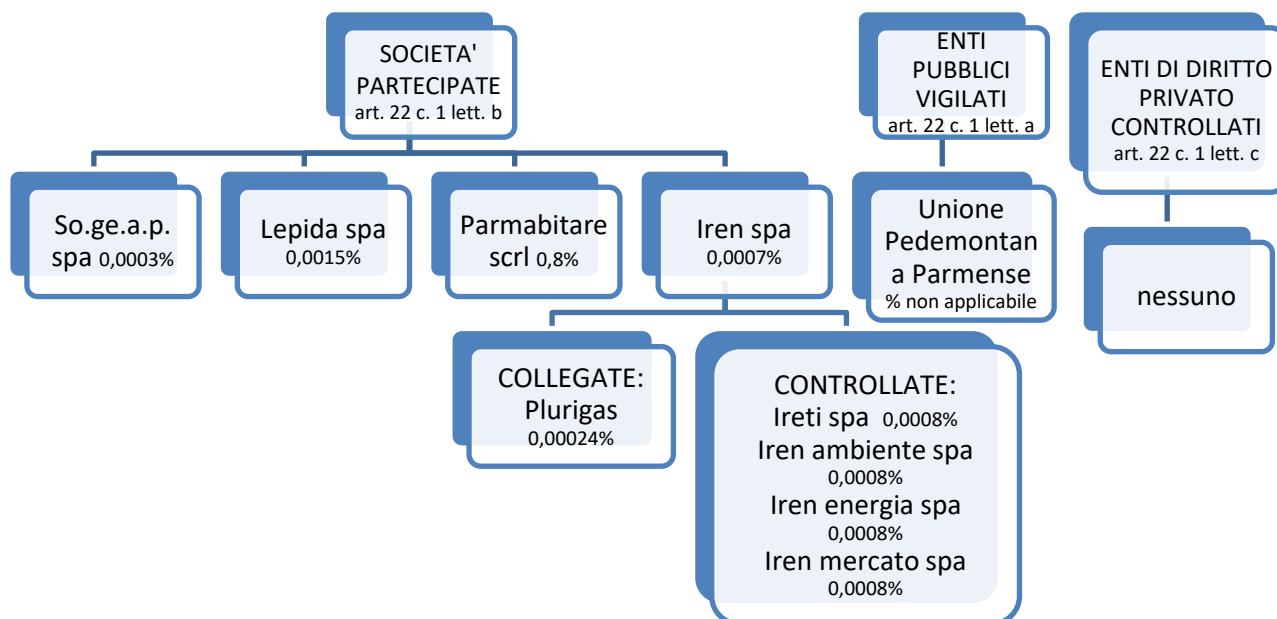 SOCIETA'
PARTECIPATE
art. 22 c. 1 lett. b
ENTI
PUBBLICI
VIGILATI
art. 22 c. 1 lett. a
ENTI DI DIRITTO
PRIVATO
CONTROLLATI
art. 22 c. 1 lett. c
So.ge.a.p.
spa 0,0003%
Lepida spa
0,0015%
Parmabitare
scrl 0,8%
Iren spa
0,0007%
Unione
Pedemontan
a Parmense
% non applicabile
nessuno
COLLEGATE:
Plurigas
0,00024%
CONTROLLATE:
Ireti spa 0,0008%
Iren ambiente spa
0,0008%
Iren energia spa
0,0008%
Iren mercato spa
0,0008%